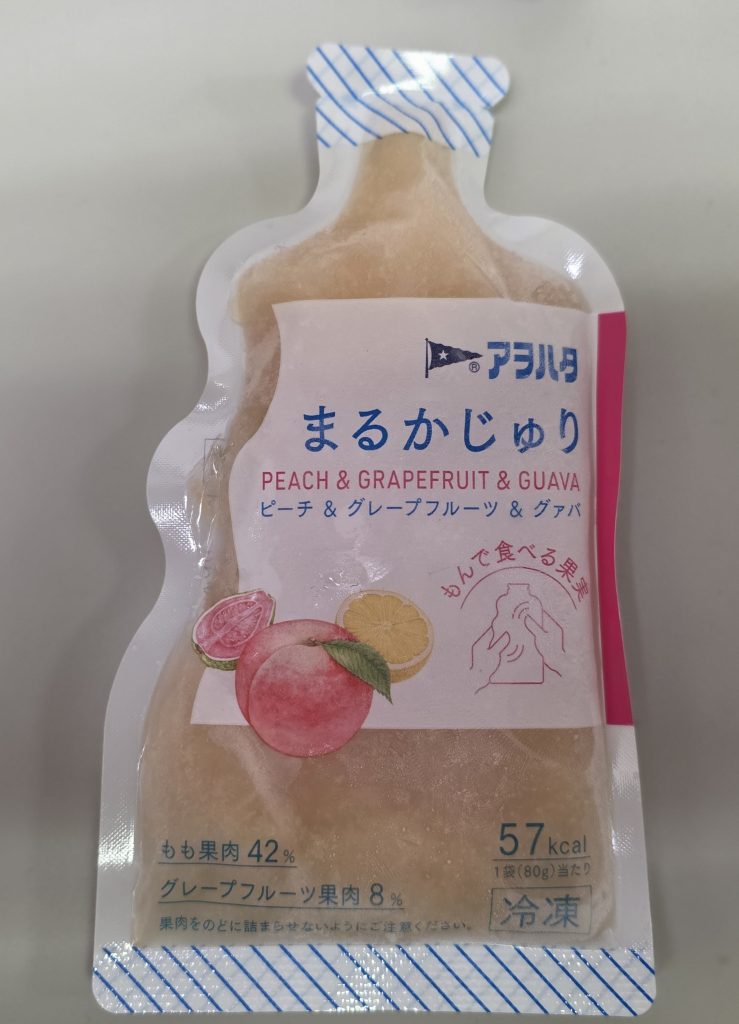 ® アヲハタ
まるかじゅり
PEACH & GRAPEFRUIT & GUAVA
ピーチ & グレープフルーツ & グァバ
もんで食べる果実
もも果肉 42%
グレープフルーツ果肉 8%
果肉をのどに詰まらせないようにご注意ください。
57kcal
1袋(80g)当たり
冷凍